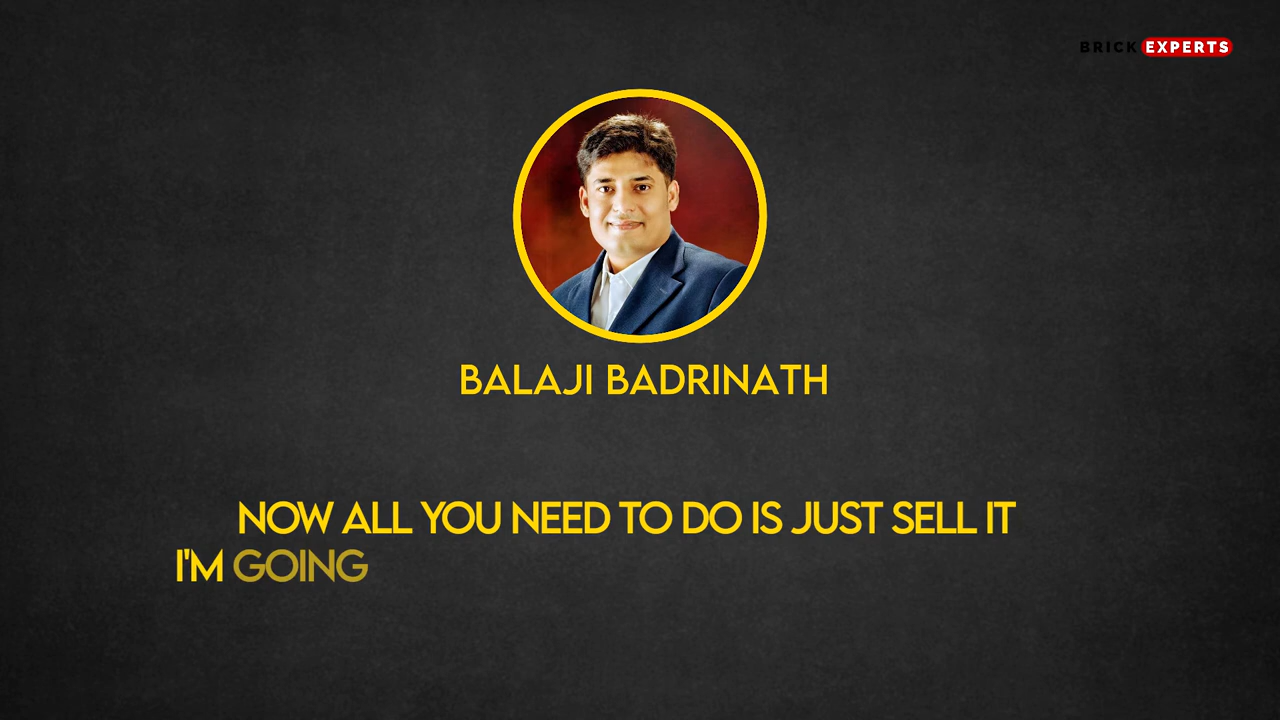 BRICK EXPERTS
BALAJI BADRINATH
NOW ALL YOU NEED TO DO IS JUST SELL IT
I'M GOING